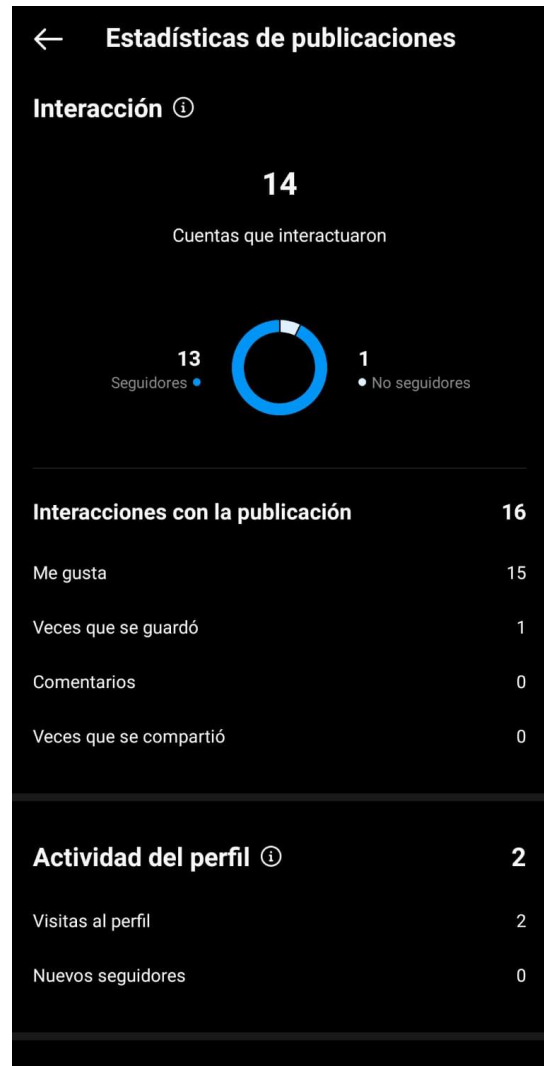 Estadísticas de publicaciones
Interacción
14
Cuentas que interactuaron
13
Seguidores
1
No seguidores
Interacciones con la publicación 16
Me gusta 15
Veces que se guardó 1
Comentarios 0
Veces que se compartió 0
Actividad del perfil 2
Visitas al perfil 2
Nuevos seguidores 0